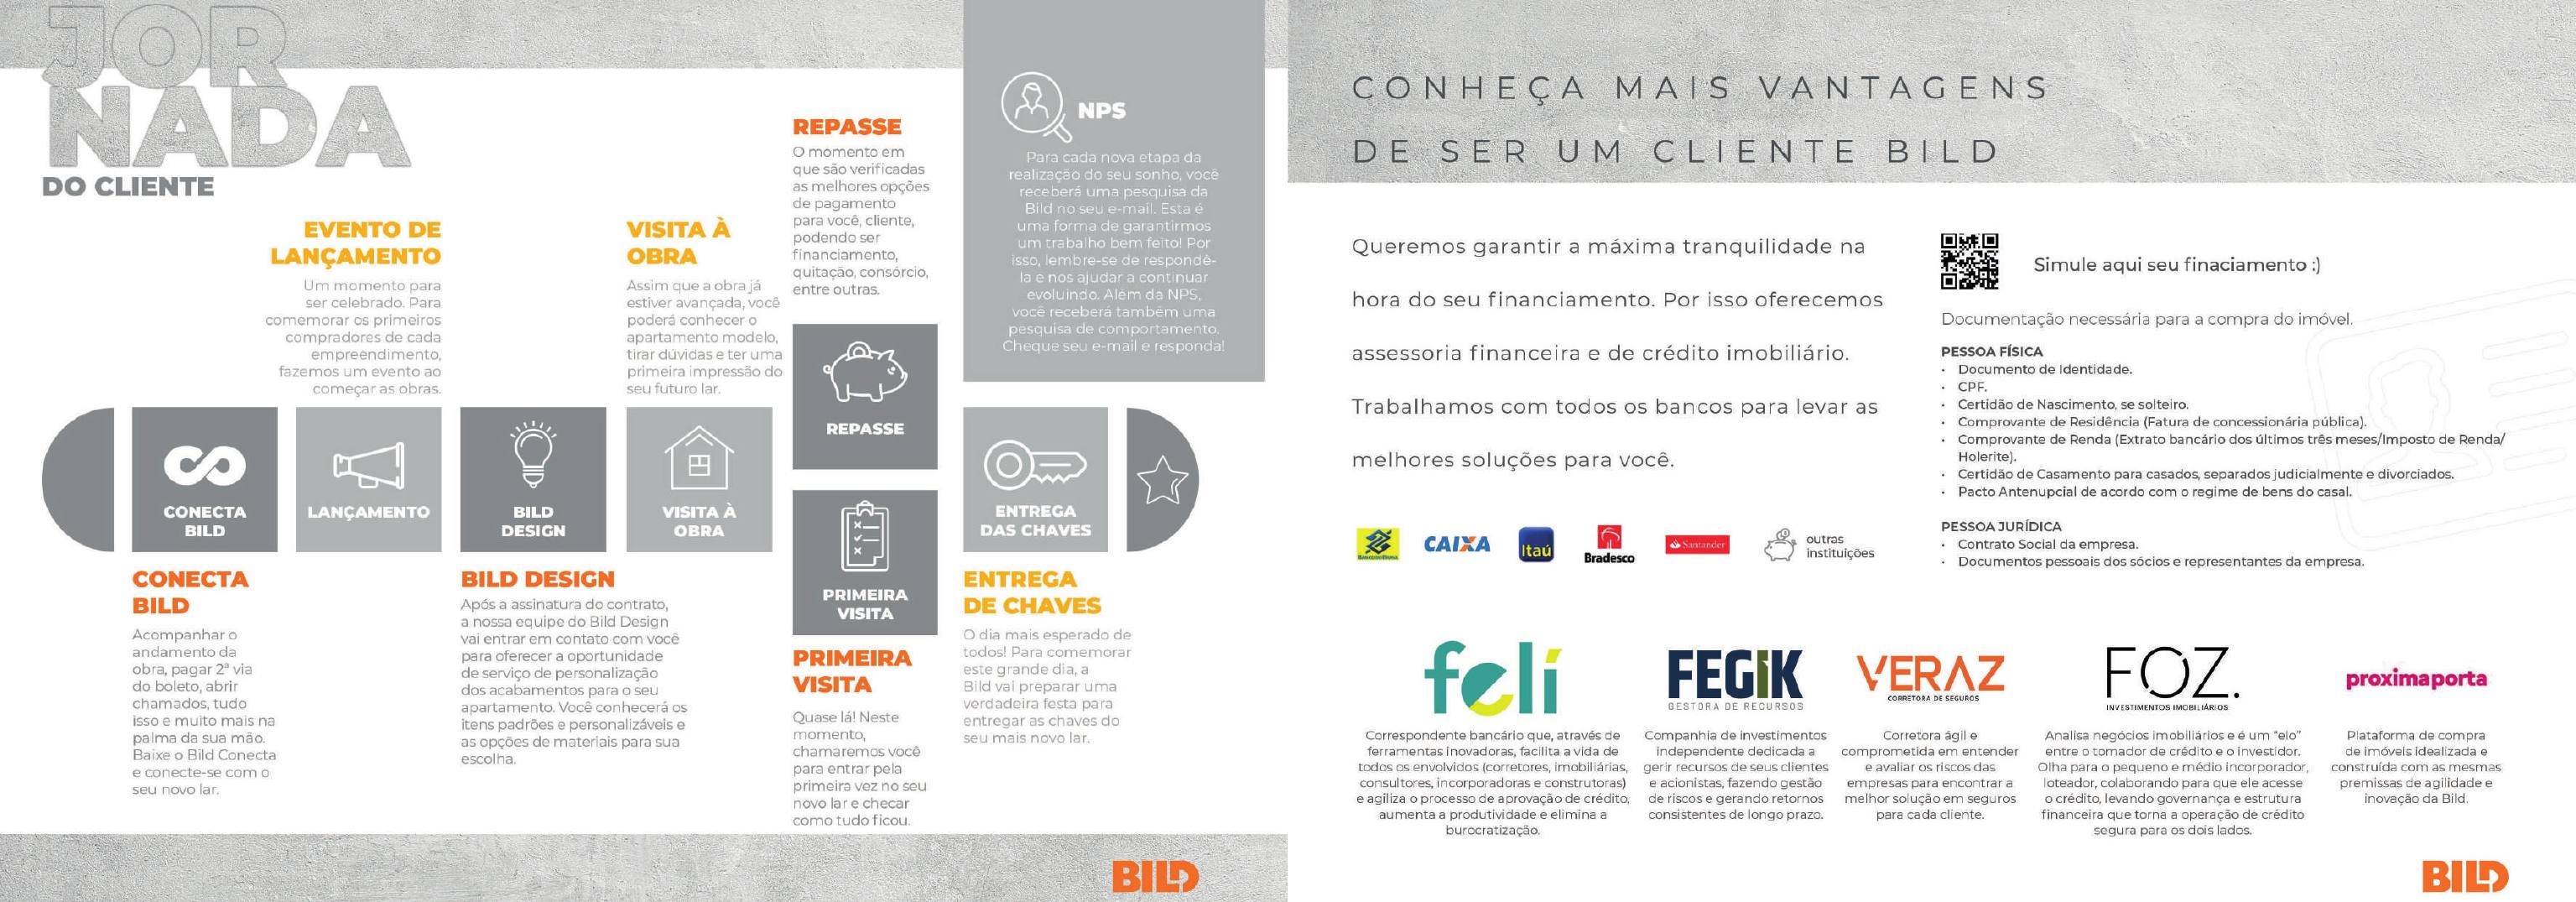 JOR
NADA
DO CLIENTE
EVENTO DE
LANÇAMENTO
Um momento para
ser celebrado. Para
comemorar os primeiros
compradores de cada
empreendimento,
fazemos um evento ao
começar as obras.
VISITA À
OBRA
Assim que a obra já
estiver avançada, você
poderá conhecer o
apartamento modelo,
tirar dúvidas e ter uma
primeira impressão do
seu futuro lar.
REPASSE
O momento em
que são verificadas
as melhores opções
de pagamento
para você, cliente,
podendo ser
financiamento,
quitação, consórcio,
entre outras.
NPS
Para cada nova etapa da
realização do seu sonho, você
receberá uma pesquisa da
Bild no seu e-mail. Esta é
uma forma de garantirmos
um trabalho bem feito! Por
isso, lembre-se de respondê-
la e nos ajudar a continuar
evoluindo. Além da NPS,
você receberá também uma
pesquisa de comportamento.
Cheque seu e-mail e responda!
CONECTA
BILD
LANÇAMENTO
BILD
DESIGN
VISITA À
OBRA
REPASSE
PRIMEIRA
VISITA
ENTREGA
DAS CHAVES
CONECTA
BILD
Acompanhar o
andamento da
obra, pagar 2ª via
do boleto, abrir
chamados, tudo
isso e muito mais na
palma da sua mão.
Baixe o Bild Conecta
e conecte-se com o
seu novo lar.
BILD DESIGN
Após a assinatura do contrato,
a nossa equipe do Bild Design
vai entrar em contato com você
para oferecer a oportunidade
de serviço de personalização
dos acabamentos para o seu
apartamento. Você conhecerá os
itens padrões e personalizáveis e
as opções de materiais para sua
escolha.
PRIMEIRA
VISITA
Quase lá! Neste
momento,
chamaremos você
para entrar pela
primeira vez no seu
novo lar e checar
como tudo ficou.
ENTREGA
DE CHAVES
O dia mais esperado de
todos! Para comemorar
este grande dia, a
Bild vai preparar uma
verdadeira festa para
entregar as chaves do
seu mais novo lar.
BILD
CONHEÇA MAIS VANTAGENS
DE SER UM CLIENTE BILD
Queremos garantir a máxima tranquilidade na
hora do seu financiamento. Por isso oferecemos
assessoria financeira e de crédito imobiliário.
Trabalhamos com todos os bancos para levar as
melhores soluções para você.
BANCO DO BRASIL
CAIXA
Itaú
Bradesco
Santander
outras
instituições
Simule aqui seu finaciamento :)
Documentação necessária para a compra do imóvel.
PESSOA FÍSICA
• Documento de Identidade.
• CPF.
• Certidão de Nascimento, se solteiro.
• Comprovante de Residência (Fatura de concessionária pública).
• Comprovante de Renda (Extrato bancário dos últimos três meses/Imposto de Renda/
Holerite).
• Certidão de Casamento para casados, separados judicialmente e divorciados.
• Pacto Antenupcial de acordo com o regime de bens do casal.
PESSOA JURÍDICA
• Contrato Social da empresa.
• Documentos pessoais dos sócios e representantes da empresa.
feli
Correspondente bancário que, através de
ferramentas inovadoras, facilita a vida de
todos os envolvidos (corretores, imobiliárias,
consultores, incorporadoras e construtoras)
e agiliza o processo de aprovação de crédito,
aumenta a produtividade e elimina a
burocratização.
FEGIK
GESTORA DE RECURSOS
Companhia de investimentos
independente dedicada a
gerir recursos de seus clientes
e acionistas, fazendo gestão
de riscos e gerando retornos
consistentes de longo prazo.
VERAZ
CORRETORA DE SEGUROS
Corretora ágil e
comprometida em entender
e avaliar os riscos das
empresas para encontrar a
melhor solução em seguros
para cada cliente.
FOZ.
INVESTIMENTOS IMOBILIÁRIOS
Analisa negócios imobiliários e é um "elo"
entre o tomador de crédito e o investidor.
Olha para o pequeno e médio incorporador,
loteador, colaborando para que ele acesse
o crédito, levando governança e estrutura
financeira que torna a operação de crédito
segura para os dois lados.
proximaporta
Plataforma de compra
de imóveis idealizada e
construída com as mesmas
premissas de agilidade e
inovação da Bild.
BILD